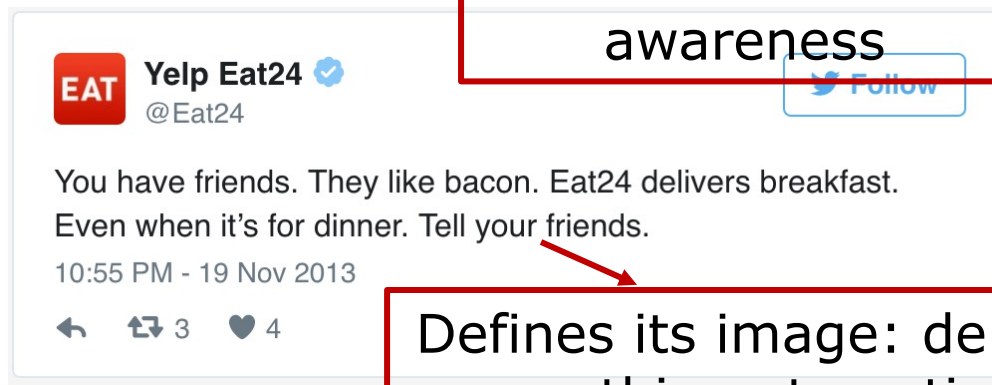 awareness
EAT
Yelp Eat24
@Eat24
Follow
You have friends. They like bacon. Eat24 delivers breakfast.
Even when it’s for dinner. Tell your friends.
10:55 PM - 19 Nov 2013
3 4
Defines its image: de